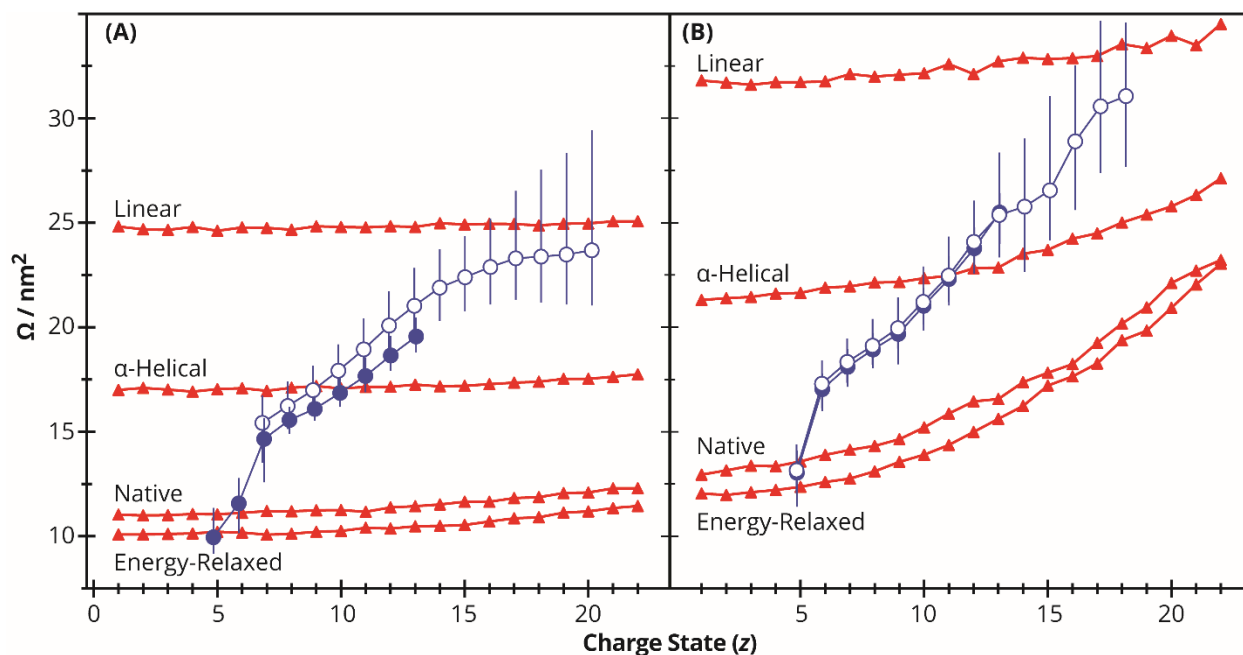 (A)
(B)
Linear
Linear
Ω / nm²
30
25
20
15
10
Linear
α-Helical
α-Helical
Native
Energy-Relaxed
Native
Energy-Relaxed
0 5 10 15 20
5 10 15 20
Charge State (z)